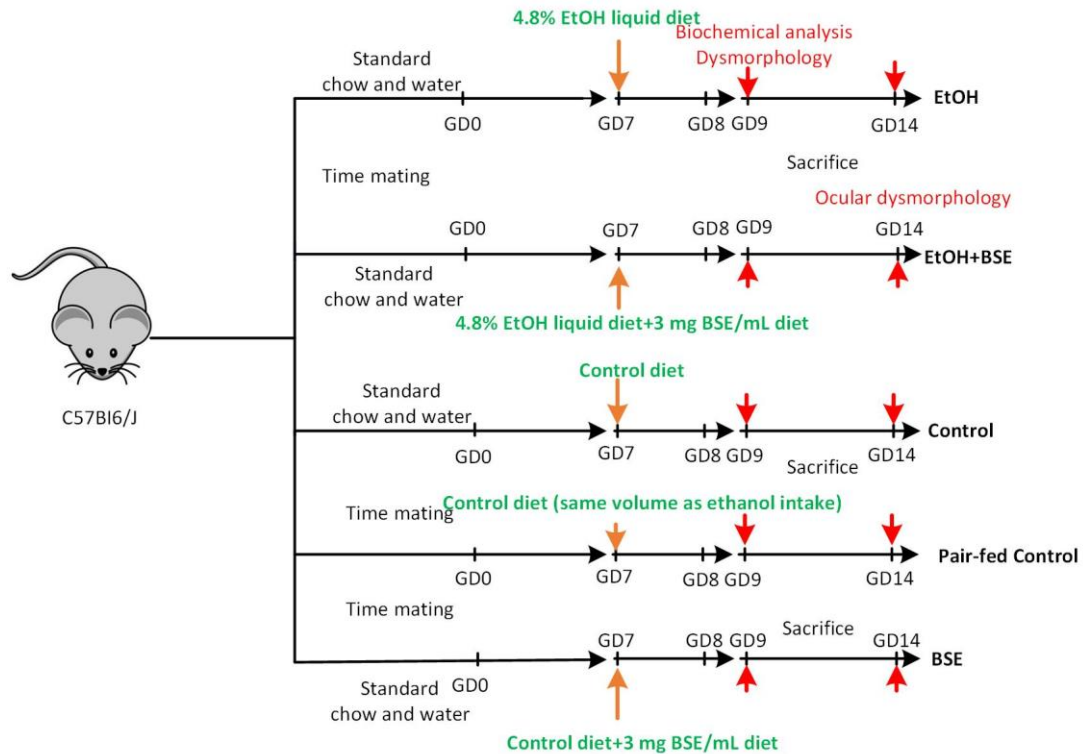 4.8% EtOH liquid diet
Biochemical analysis
Dysmorphology
Standard
chow and water
GD0
GD7
GD8
GD9
GD14
EtOH
Time mating
Sacrifice
Ocular dysmorphology
GD0
GD7
GD8
GD9
GD14
EtOH+BSE
Standard
chow and water
4.8% EtOH liquid diet+3 mg BSE/mL diet
C57Bl6/J
Control diet
Standard
chow and water
GD0
GD7
GD8
GD9
GD14
Control
Sacrifice
Control diet (same volume as ethanol intake)
Time mating
GD0
GD7
GD8
GD9
GD14
Pair-fed Control
Time mating
Sacrifice
GD0
GD7
GD8
GD9
GD14
BSE
Standard
chow and water
Control diet+3 mg BSE/mL diet